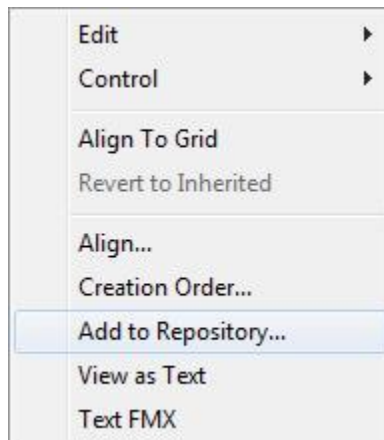 Edit
Control
Align To Grid
Revert to Inherited
Align...
Creation Order...
Add to Repository...
View as Text
Text FMX